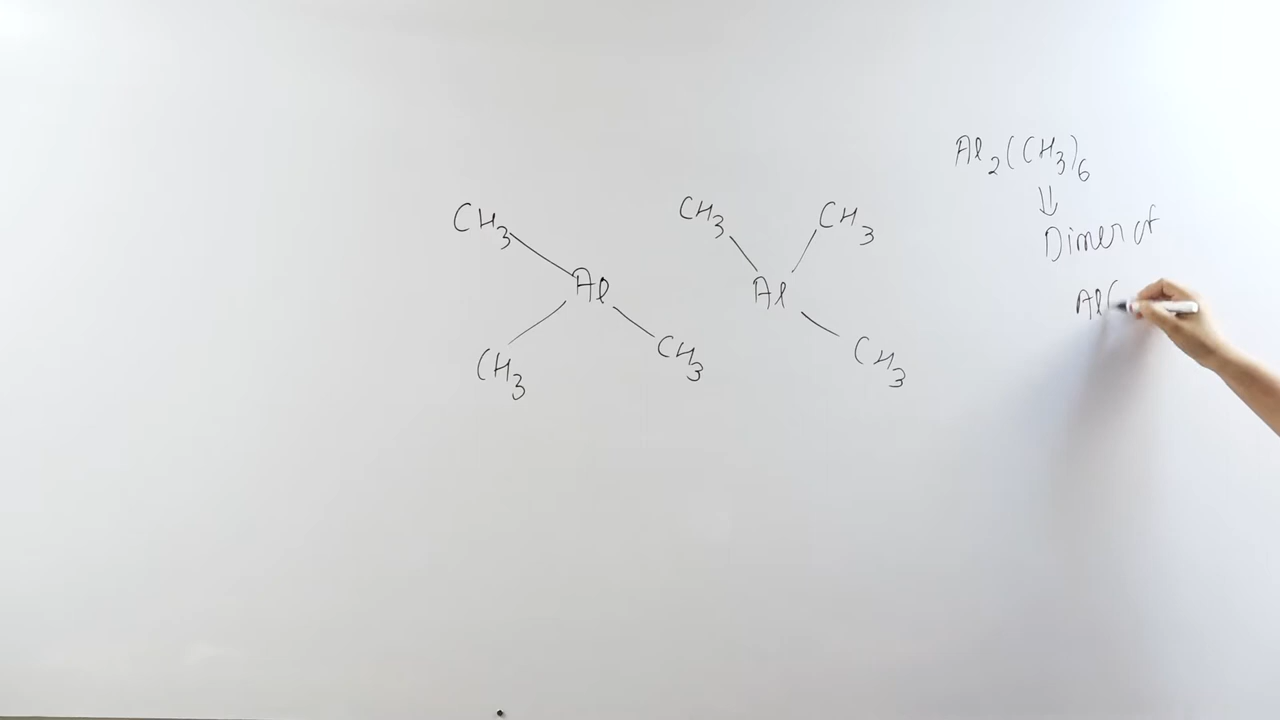 CH3 CH3 CH3
Al Al
CH3 CH3 CH3
Al2(CH3)6
⇓
Dimer of
Al(